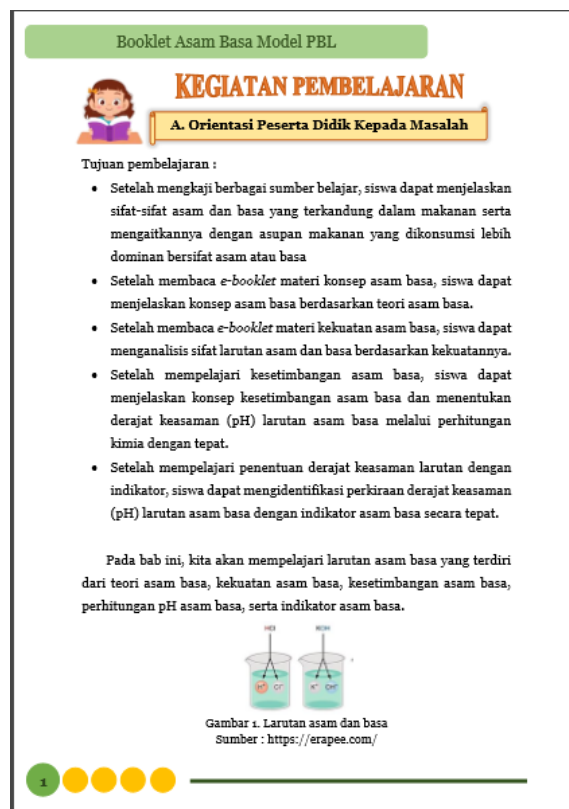 Booklet Asam Basa Model PBL
KEGIATAN PEMBELAJARAN
A. Orientasi Peserta Didik Kepada Masalah
Tujuan pembelajaran :
• Setelah mengkaji berbagai sumber belajar, siswa dapat menjelaskan
sifat-sifat asam dan basa yang terkandung dalam makanan serta
mengaitkannya dengan asupan makanan yang dikonsumsi lebih
dominan bersifat asam atau basa
• Setelah membaca e-booklet materi konsep asam basa, siswa dapat
menjelaskan konsep asam basa berdasarkan teori asam basa.
• Setelah membaca e-booklet materi kekuatan asam basa, siswa dapat
menganalisis sifat larutan asam dan basa berdasarkan kekuatannya.
• Setelah mempelajari kesetimbangan asam basa, siswa dapat
menjelaskan konsep kesetimbangan asam basa dan menentukan
derajat keasaman (pH) larutan asam basa melalui perhitungan
kimia dengan tepat.
• Setelah mempelajari penentuan derajat keasaman larutan dengan
indikator, siswa dapat mengidentifikasi perkiraan derajat keasaman
(pH) larutan asam basa dengan indikator asam basa secara tepat.
Pada bab ini, kita akan mempelajari larutan asam basa yang terdiri
dari teori asam basa, kekuatan asam basa, kesetimbangan asam basa,
perhitungan pH asam basa, serta indikator asam basa.
HCl KOH
H⁺ Cl⁻ K⁺ OH⁻
Gambar 1. Larutan asam dan basa
Sumber : https://erapee.com/
1